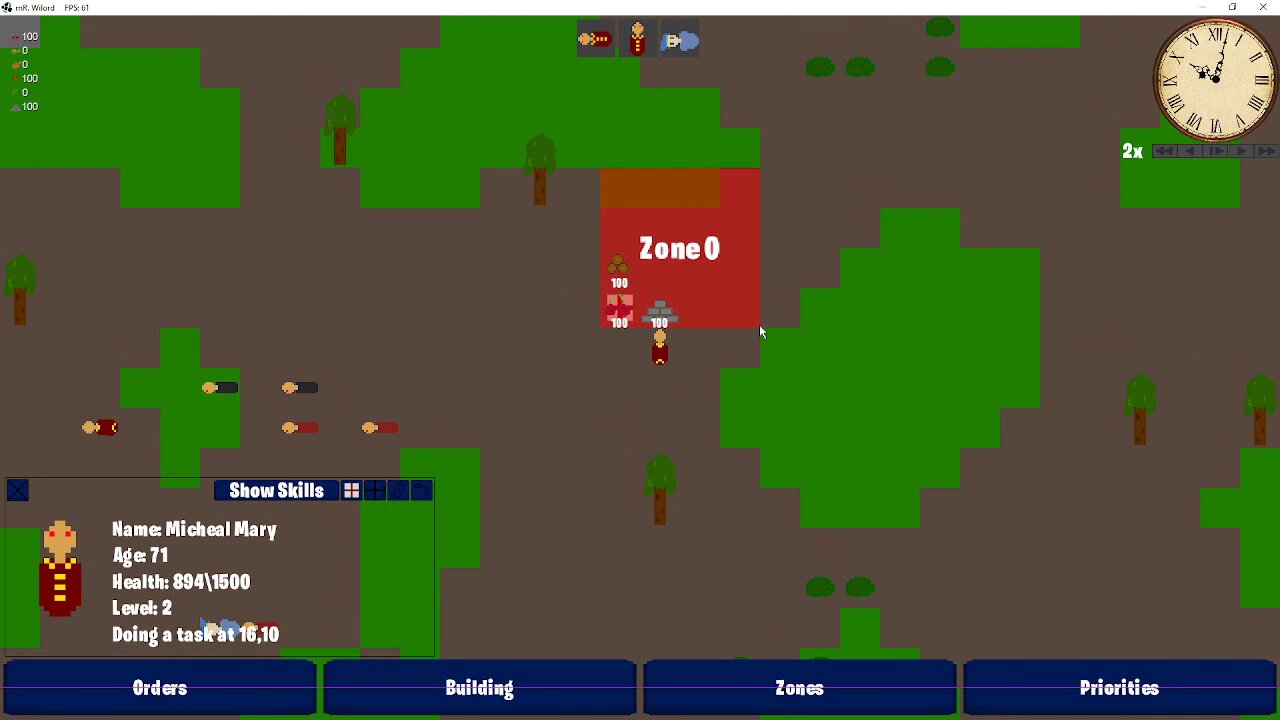 mR. Wilord FPS: 61
100
0
0
100
0
100
2x
Zone 0
100
100
100
Show Skills
Name: Micheal Mary
Age: 71
Health: 894\1500
Level: 2
Doing a task at 16,10
Orders
Building
Zones
Priorities